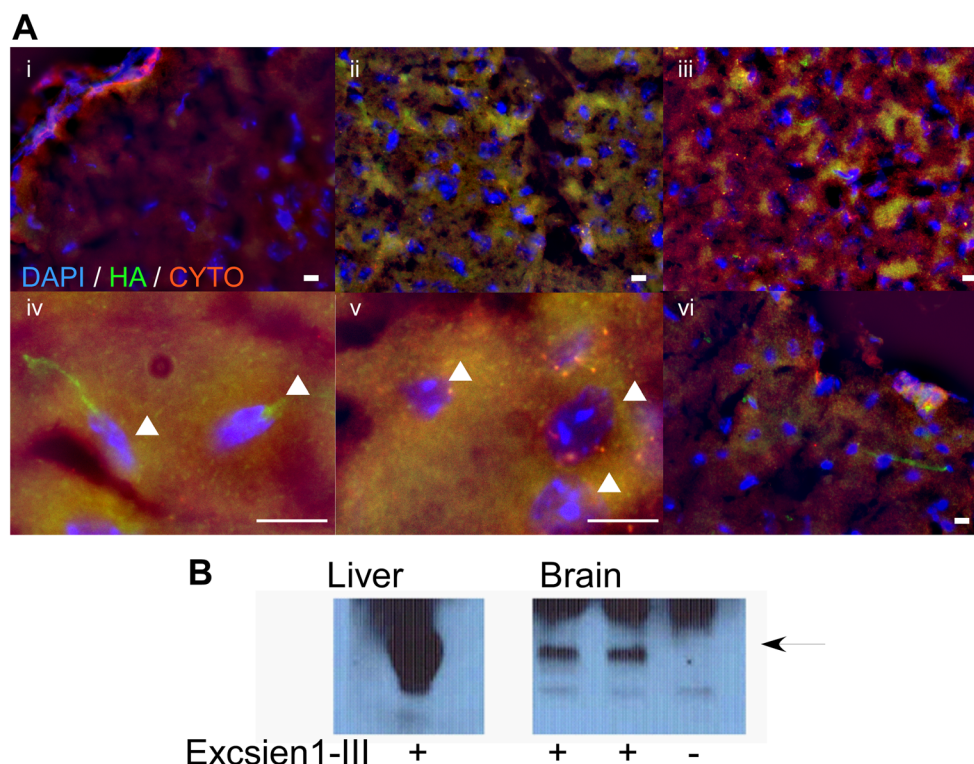 A
i
ii
iii
DAPI / HA / CYTO
iv
v
vi
B
Liver
Brain
Excsien1-III
+
+
+
-